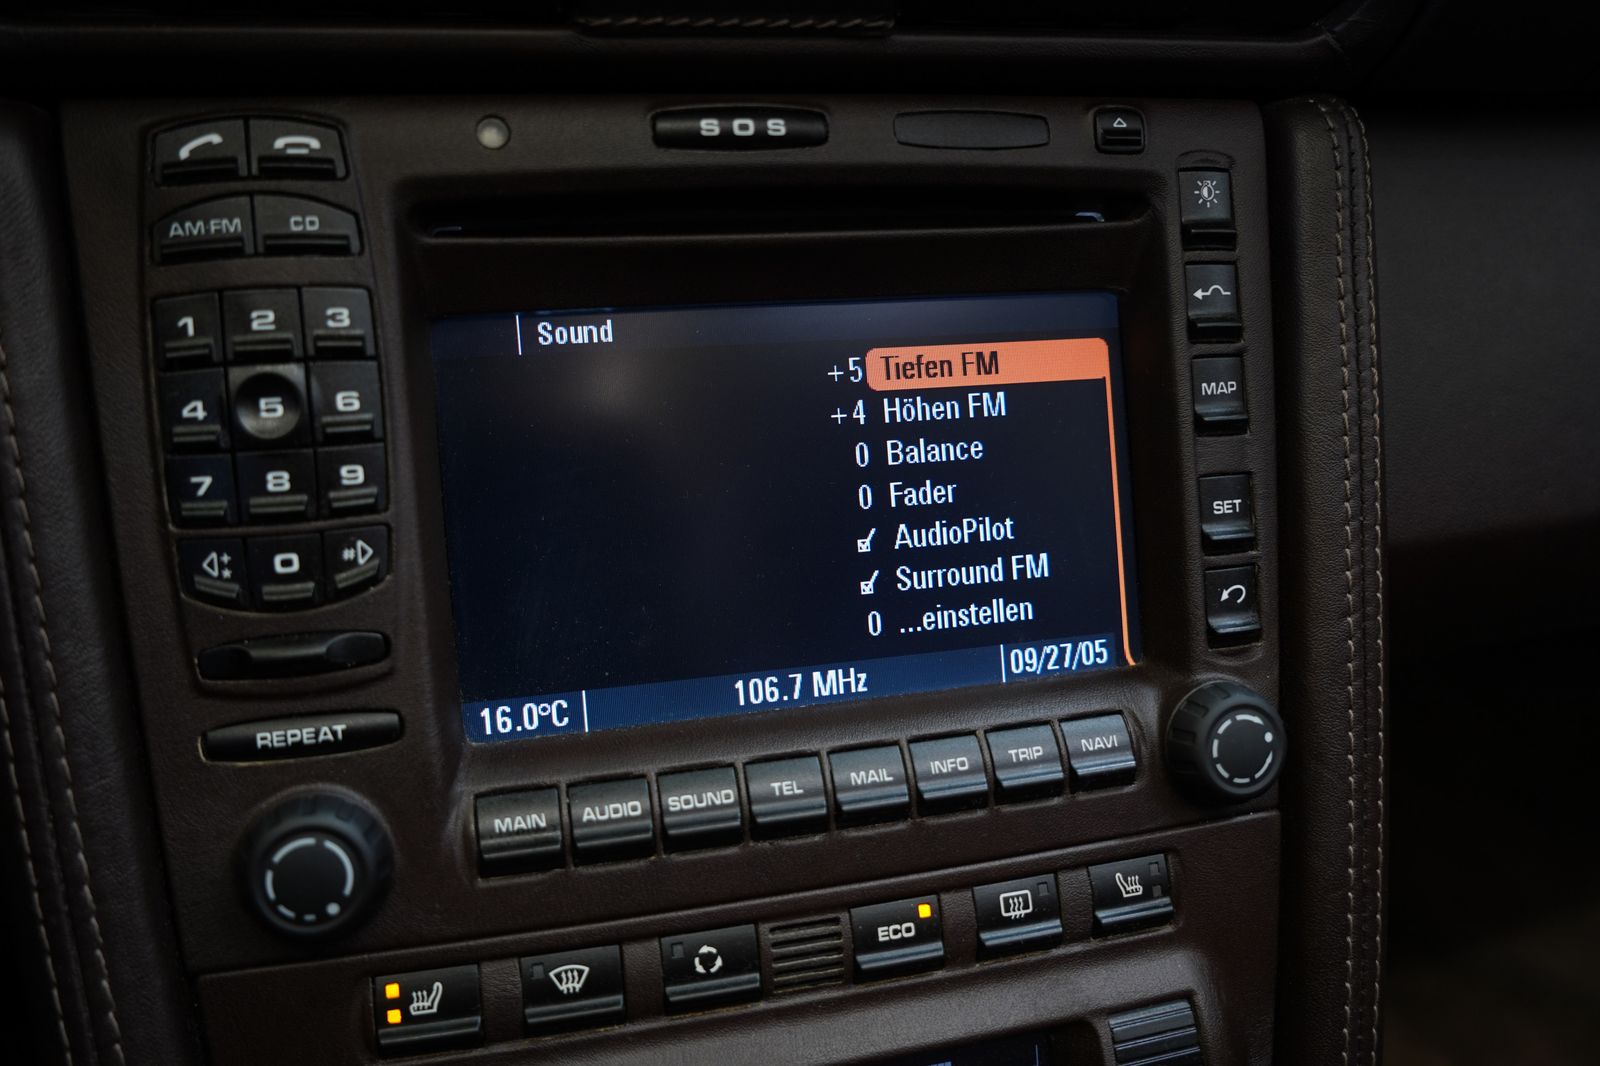 SOS
AM·FM CD
1 2 3
4 5 6
7 8 9
* 0 #
REPEAT
MAP
SET
Sound
+5 Tiefen FM
+4 Höhen FM
0 Balance
0 Fader
AudioPilot
Surround FM
0 ...einstellen
16.0°C 106.7 MHz 09/27/05
MAIN AUDIO SOUND TEL MAIL INFO TRIP NAVI
ECO